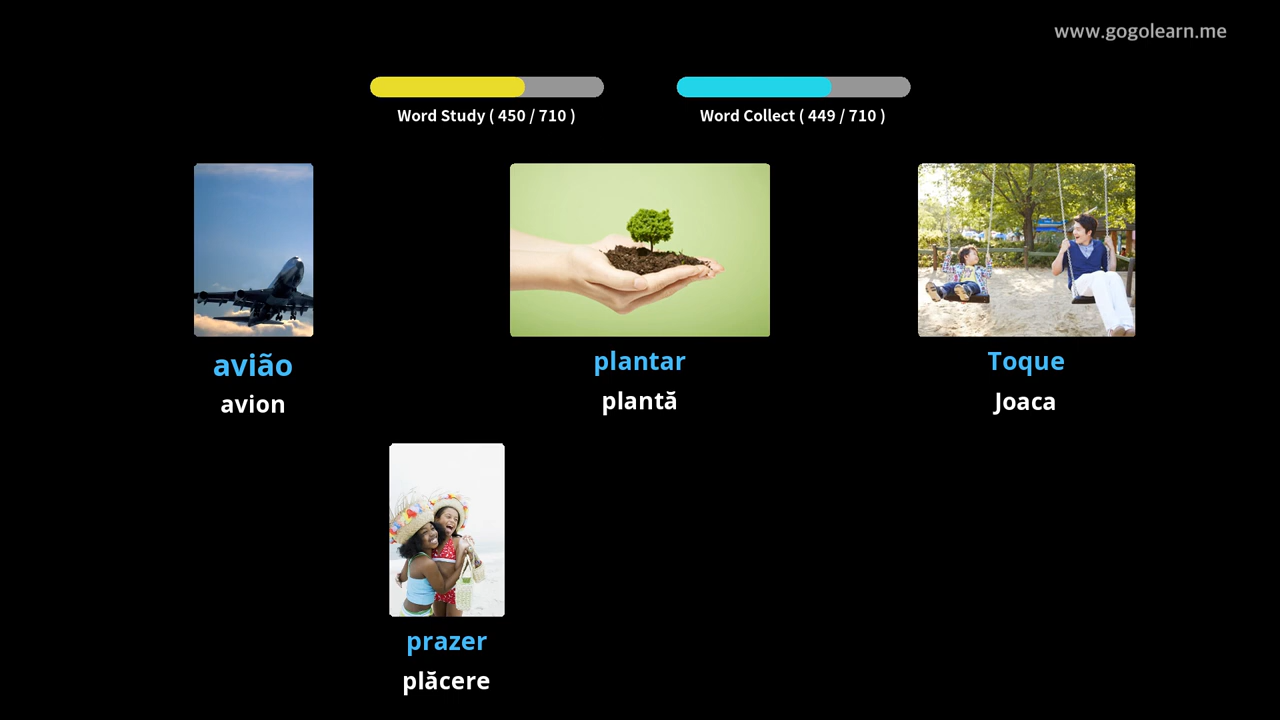 www.gogolearn.me
Word Study ( 450 / 710 )
Word Collect ( 449 / 710 )
avião
avion
plantar
plantă
Toque
Joaca
prazer
plăcere